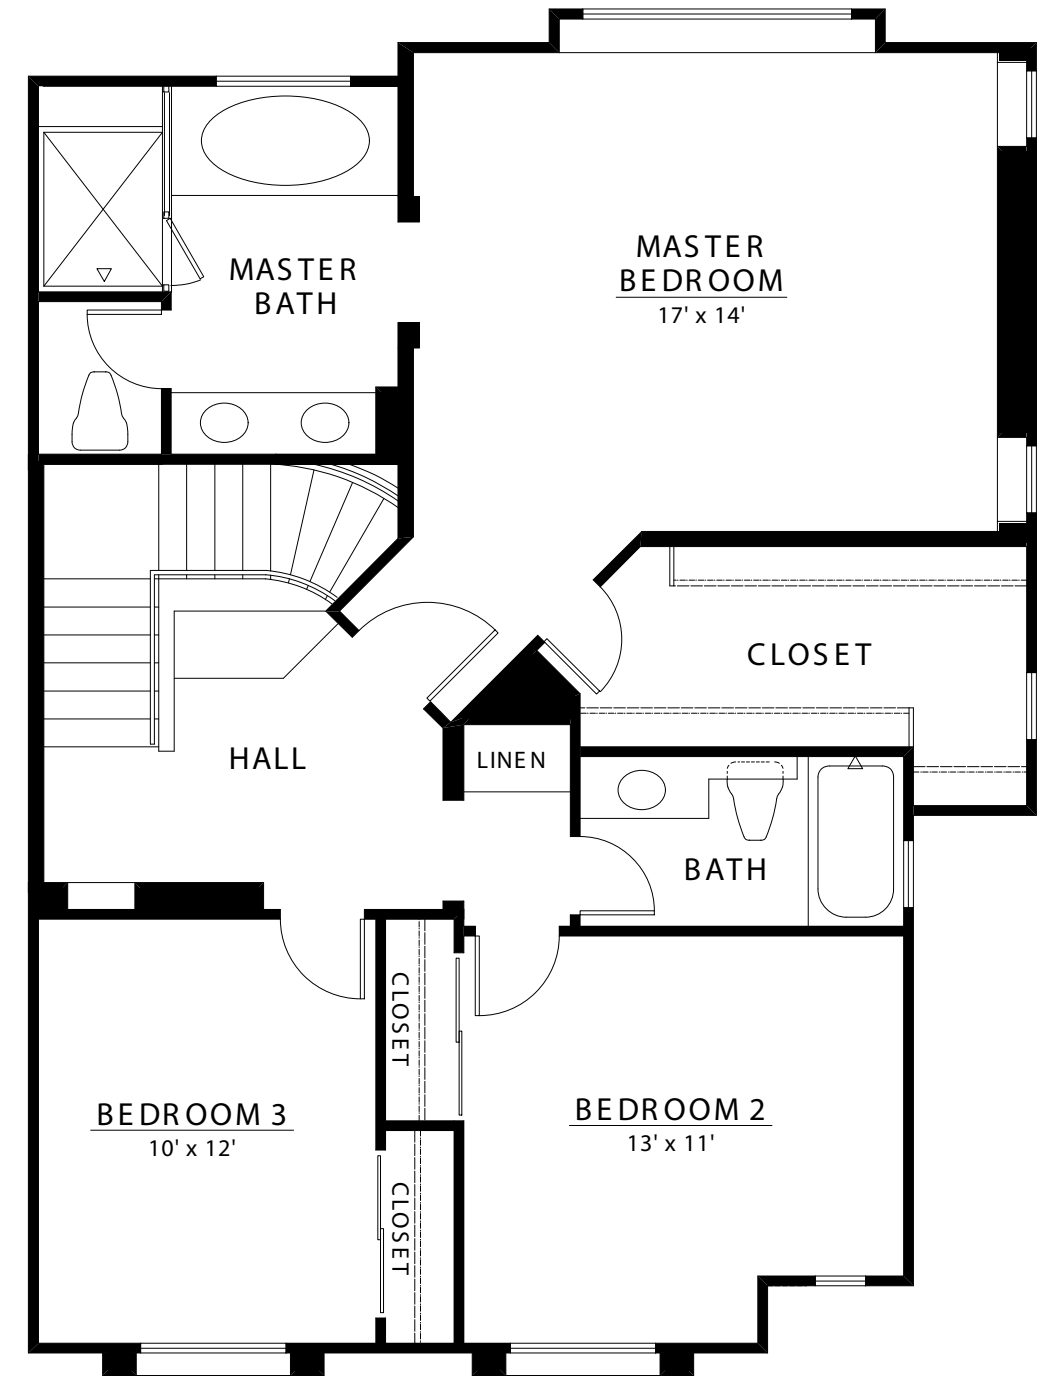 MASTER
BEDROOM
17' x 14'
MASTER
BATH
CLOSET
HALL
LINEN
BATH
CLOSET
BEDROOM 3
10' x 12'
BEDROOM 2
13' x 11'
CLOSET